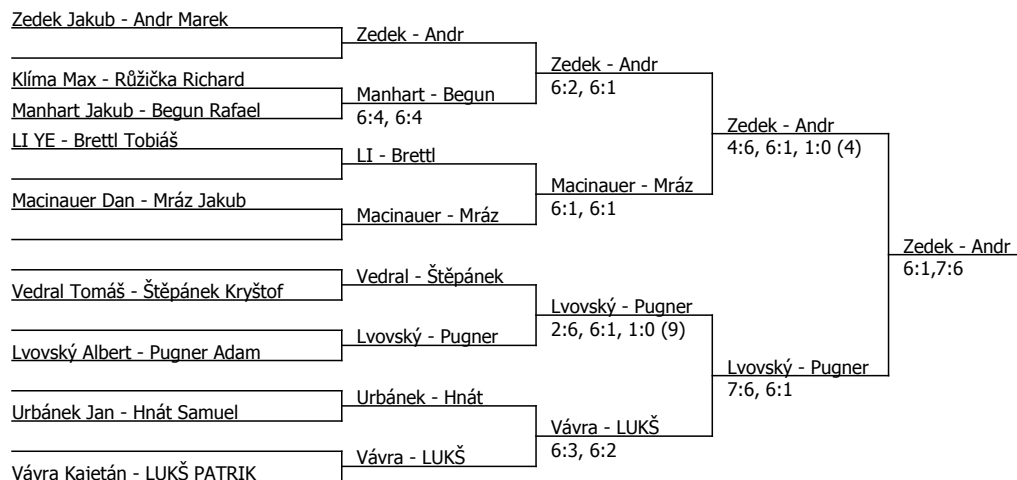 Zedek Jakub - Andr Marek
Klíma Max - Růžička Richard
Manhart Jakub - Begun Rafael
LI YE - Brettl Tobiáš
Macinauer Dan - Mráz Jakub
Vedral Tomáš - Štěpánek Kryštof
Lvovský Albert - Pugner Adam
Urbánek Jan - Hnát Samuel
Vávra Kajetán - LUKŠ PATRIK
Zedek - Andr
Manhart - Begun
6:4, 6:4
LI - Brettl
Macinauer - Mráz
Vedral - Štěpánek
Lvovský - Pugner
Urbánek - Hnát
Vávra - LUKŠ
Zedek - Andr
6:2, 6:1
Macinauer - Mráz
6:1, 6:1
Lvovský - Pugner
2:6, 6:1, 1:0 (9)
Vávra - LUKŠ
6:3, 6:2
Zedek - Andr
4:6, 6:1, 1:0 (4)
Lvovský - Pugner
7:6, 6:1
Zedek - Andr
6:1,7:6